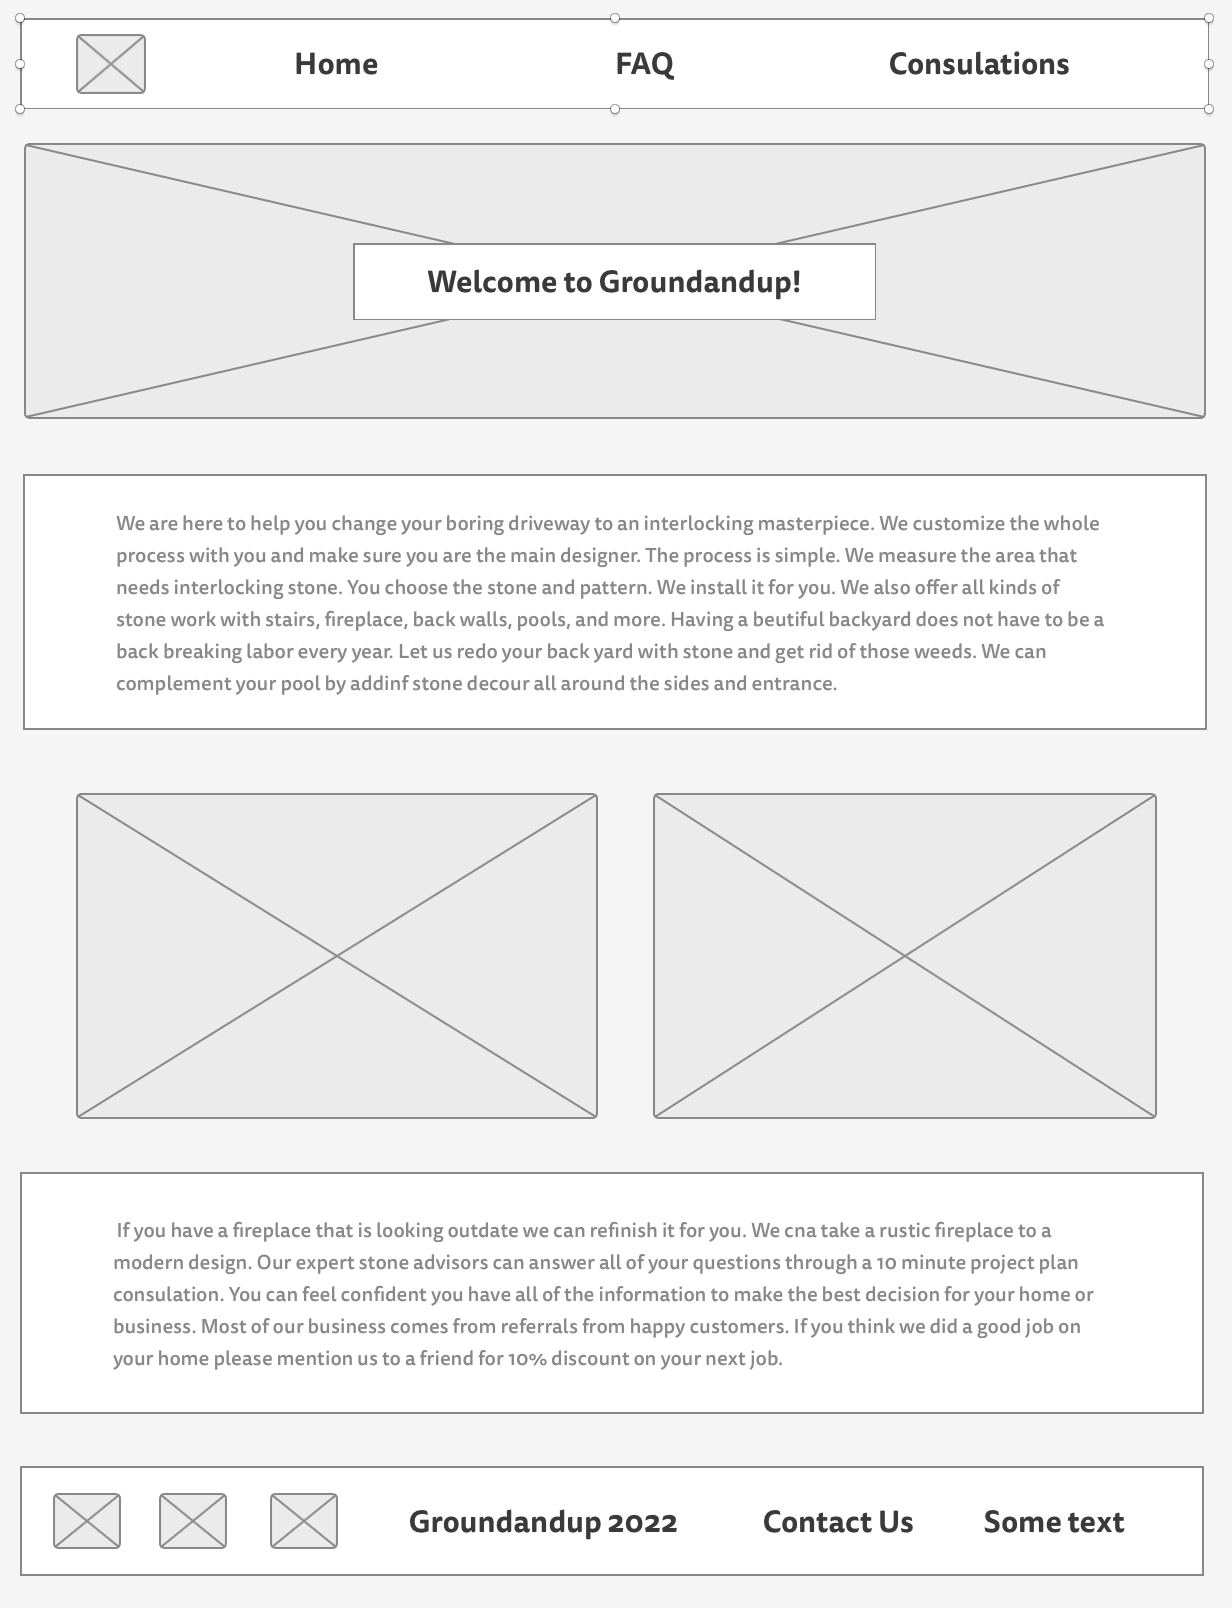 Home FAQ Consulations
Welcome to Groundandup!
We are here to help you change your boring driveway to an interlocking masterpiece. We customize the whole
process with you and make sure you are the main designer. The process is simple. We measure the area that
needs interlocking stone. You choose the stone and pattern. We install it for you. We also offer all kinds of
stone work with stairs, fireplace, back walls, pools, and more. Having a beutiful backyard does not have to be a
back breaking labor every year. Let us redo your back yard with stone and get rid of those weeds. We can
complement your pool by addinf stone decour all around the sides and entrance.
If you have a fireplace that is looking outdate we can refinish it for you. We cna take a rustic fireplace to a
modern design. Our expert stone advisors can answer all of your questions through a 10 minute project plan
consulation. You can feel confident you have all of the information to make the best decision for your home or
business. Most of our business comes from referrals from happy customers. If you think we did a good job on
your home please mention us to a friend for 10% discount on your next job.
Groundandup 2022 Contact Us Some text